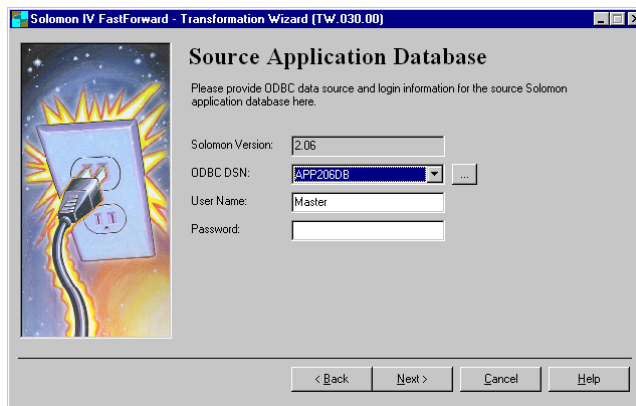 Solomon IV FastForward - Transformation Wizard (TW.030.00)
Source Application Database
Please provide ODBC data source and login information for the source Solomon
application database here.
Solomon Version: 2.06
ODBC DSN: APP206DB ...
User Name: Master
Password:
< Back Next > Cancel Help